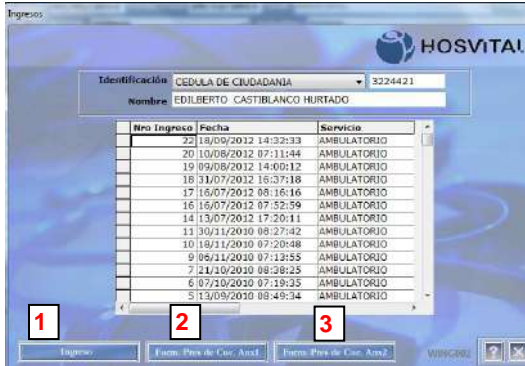 Ingresos
HOSVITAL
Identificación CEDULA DE CIUDADANIA 3224421
Nombre EDILBERTO CASTIBLANCO HURTADO
Nro Ingreso Fecha Servicio
22 18/09/2012 14:32:33 AMBULATORIO
20 10/08/2012 07:11:44 AMBULATORIO
19 09/08/2012 14:00:12 AMBULATORIO
18 31/07/2012 16:37:18 AMBULATORIO
17 16/07/2012 08:16:16 AMBULATORIO
16 16/07/2012 07:52:59 AMBULATORIO
14 13/07/2012 17:20:11 AMBULATORIO
11 30/11/2010 08:27:42 AMBULATORIO
10 18/11/2010 07:20:48 AMBULATORIO
9 06/11/2010 07:13:55 AMBULATORIO
7 21/10/2010 08:38:25 AMBULATORIO
6 07/10/2010 07:19:35 AMBULATORIO
5 13/09/2010 08:49:34 AMBULATORIO
1 2 3
Ingreso Form. Pres de Cue. Anx1 Form. Pres de Cue. Anx2 ?